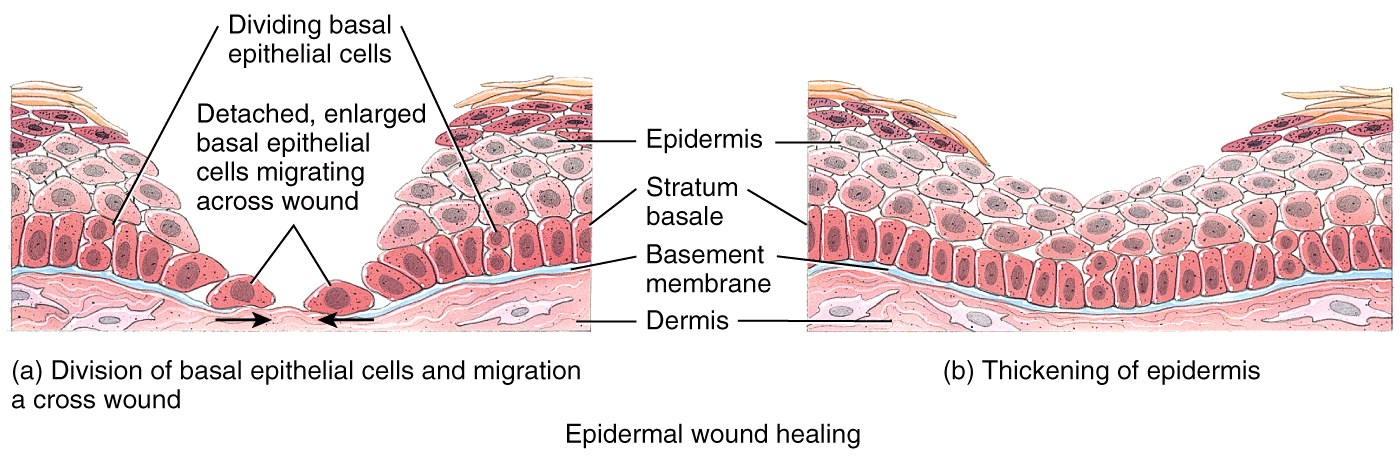 Dividing basal
epithelial cells
Detached, enlarged
basal epithelial
cells migrating
across wound
Epidermis
Stratum
basale
Basement
membrane
Dermis
(a) Division of basal epithelial cells and migration
a cross wound
(b) Thickening of epidermis
Epidermal wound healing